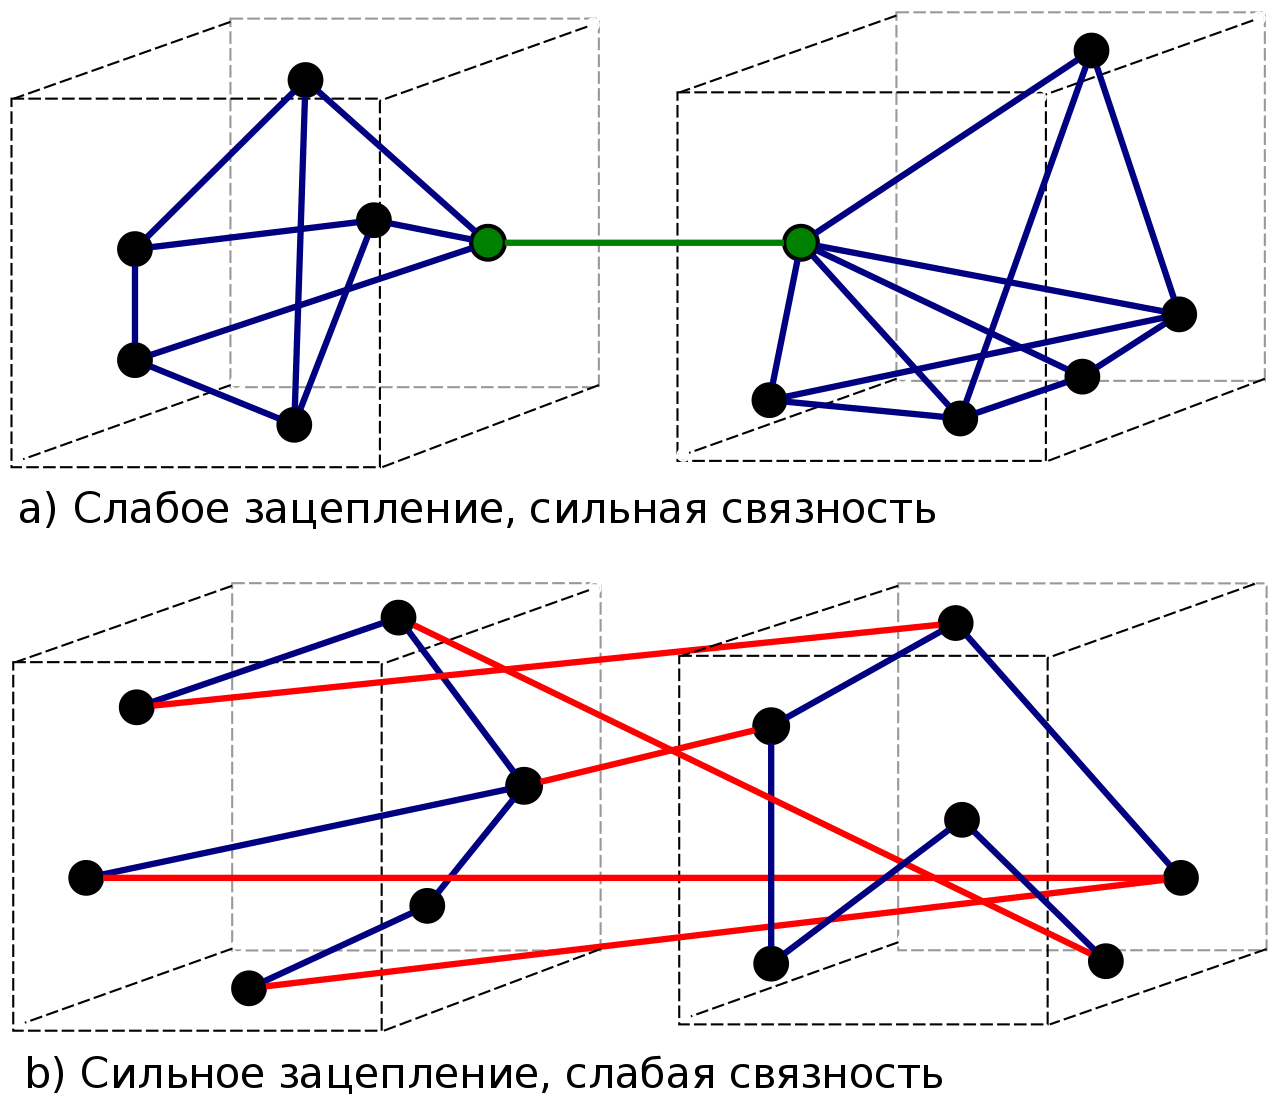 a) Слабое зацепление, сильная связность
b) Сильное зацепление, слабая связность